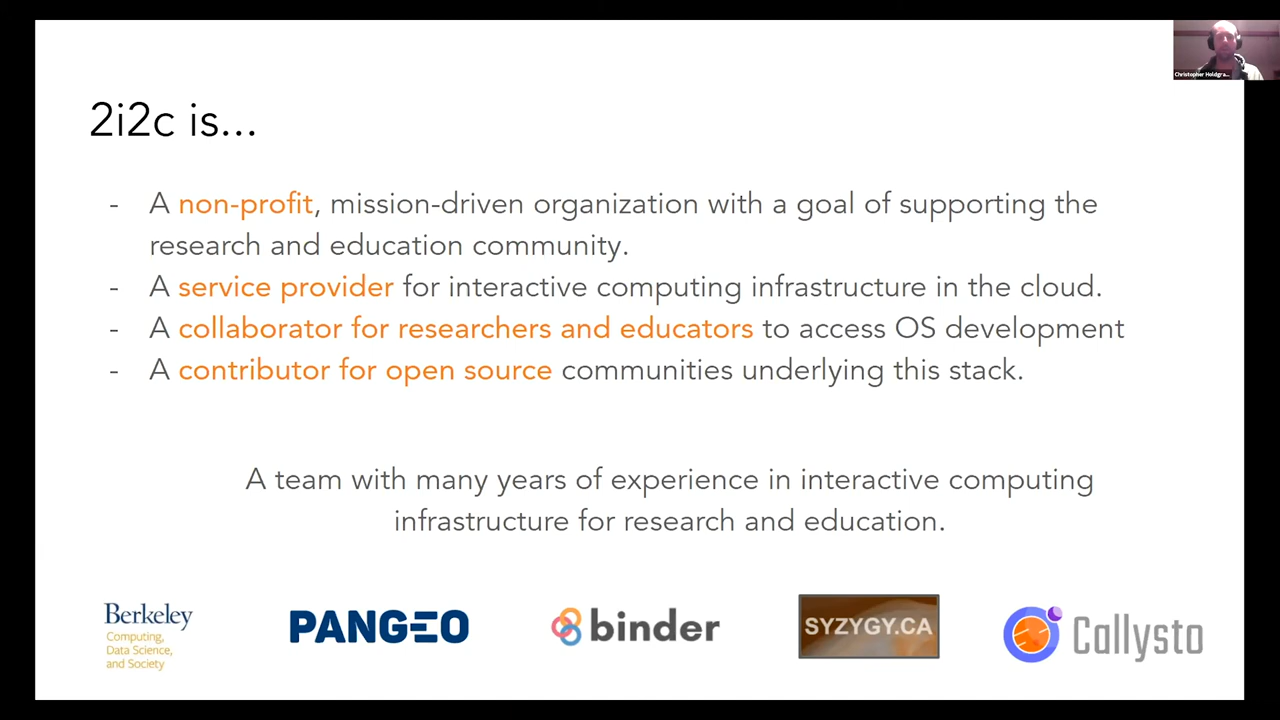 Christopher Holdgra...
2i2c is...
- A non-profit, mission-driven organization with a goal of supporting the
research and education community.
- A service provider for interactive computing infrastructure in the cloud.
- A collaborator for researchers and educators to access OS development
- A contributor for open source communities underlying this stack.
A team with many years of experience in interactive computing
infrastructure for research and education.
Berkeley
Computing,
Data Science,
and Society
PANGEO
binder
SYZYGY.CA
Callysto